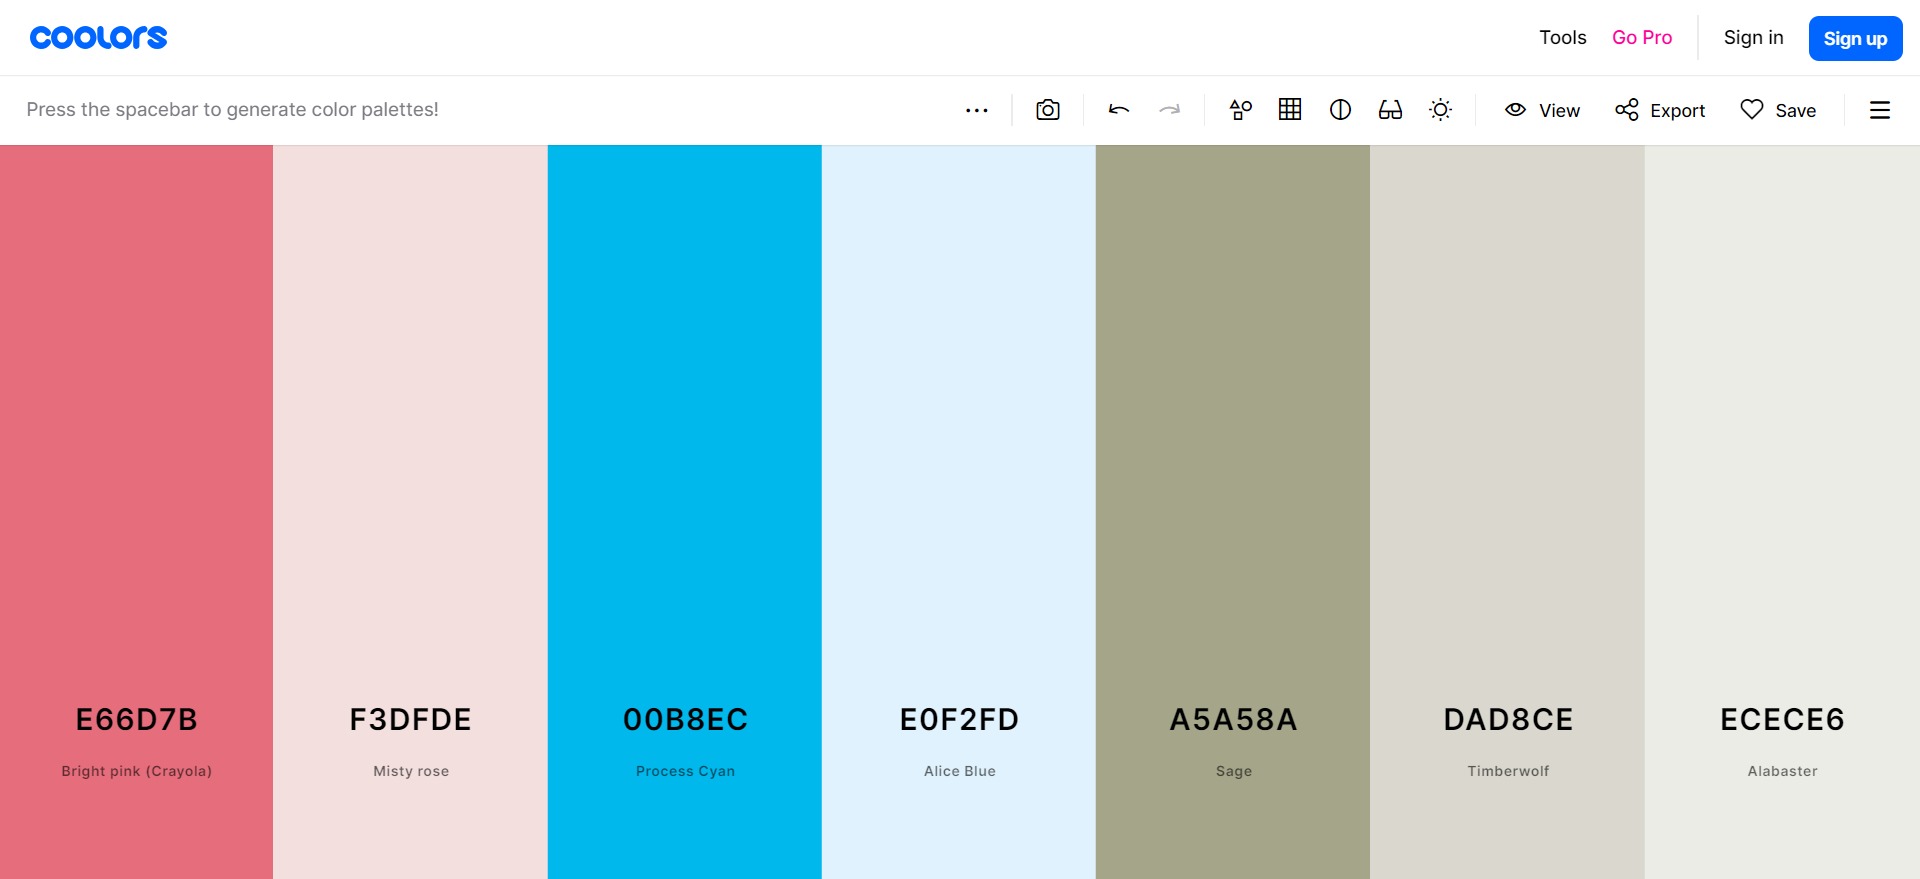 coolors
Tools Go Pro Sign in Sign up
Press the spacebar to generate color palettes!
View Export Save
E66D7B F3DFDE 00B8EC E0F2FD A5A58A DAD8CE ECECE6
Bright pink (Crayola) Misty rose Process Cyan Alice Blue Sage Timberwolf Alabaster